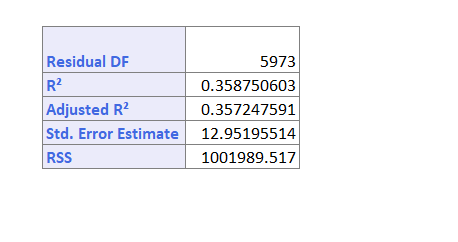 Residual DF 5973
R² 0.358750603
Adjusted R² 0.357247591
Std. Error Estimate 12.95195514
RSS 1001989.517